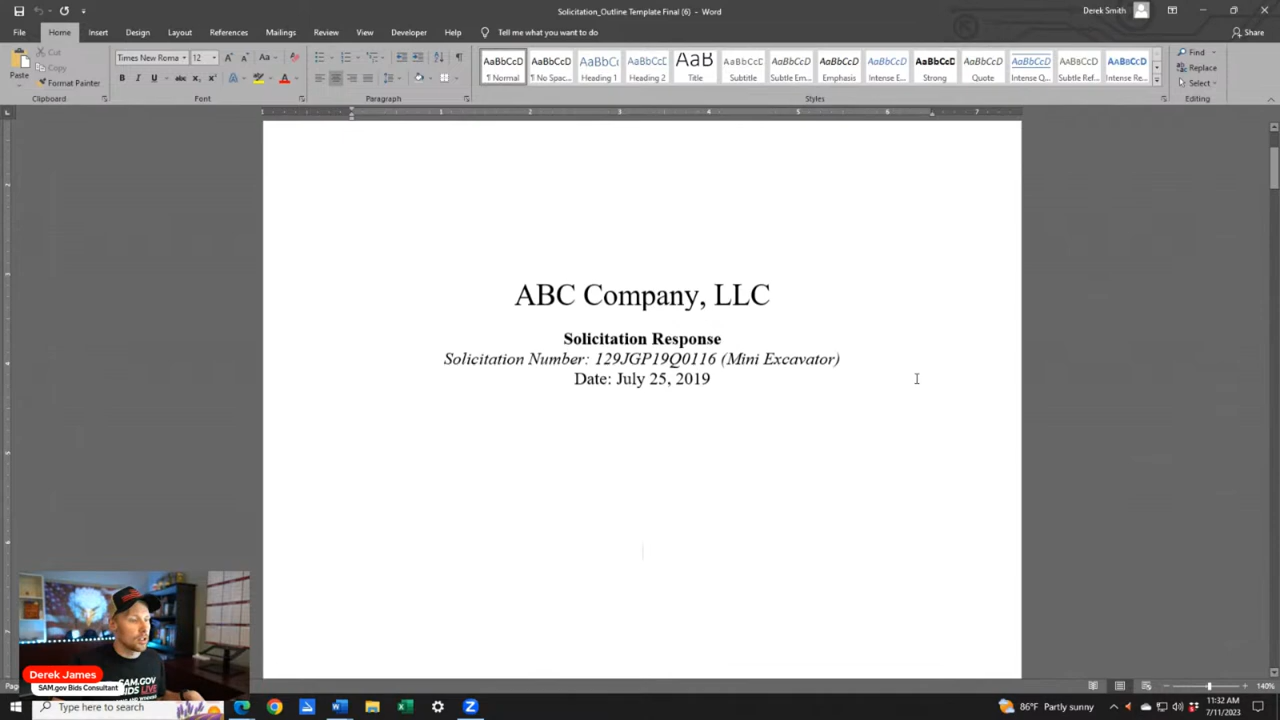 Solicitation_Outline Template Final (6) - Word
Derek Smith
File Home Insert Design Layout References Mailings Review View Developer Help Tell me what you want to do
Share
Paste
Cut
Copy
Format Painter
Clipboard
Times New Roma 12
Font
Paragraph
AaBbCcD AaBbCcD AaBbC AaBbCcC AaB AaBbCcD AaBbCcD AaBbCcD AaBbCcD AaBbCcD AaBbCcD AaBbCcD AaBbCcD AaBbCcD
¶ Normal ¶ No Spac... Heading 1 Heading 2 Title Subtitle Subtle Em... Emphasis Intense E... Strong Quote Intense Q... Subtle Ref... Intense Re...
Styles
Find
Replace
Select
Editing
ABC Company, LLC
Solicitation Response
Solicitation Number: 129JGP19Q0116 (Mini Excavator)
Date: July 25, 2019
SAM.GOV
BIDS LIVE
Derek James
SAM.gov Bids Consultant
140%
Type here to search
86°F Partly sunny
11:32 AM
7/11/2023